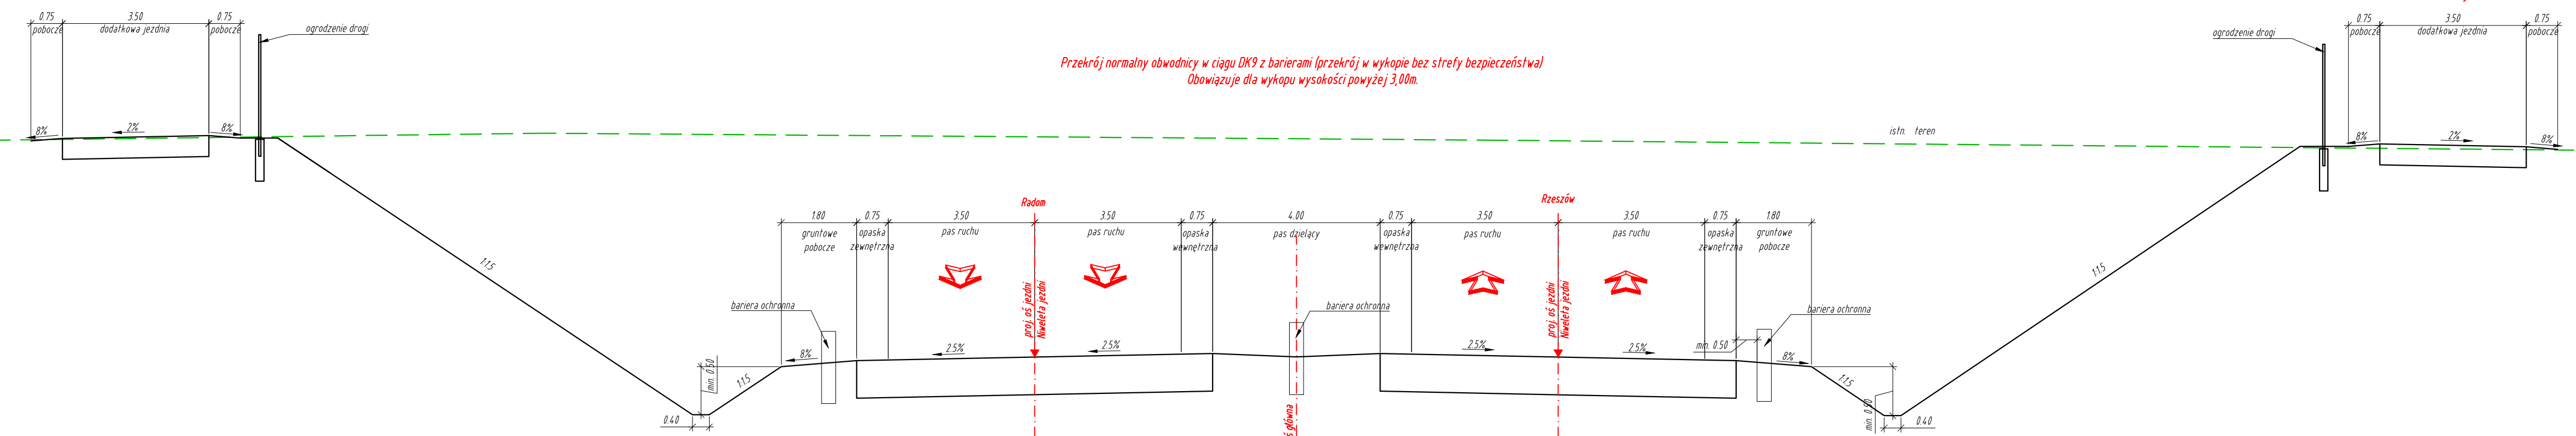 0.75 3.50 0.75
pobocze dodatkowa jezdnia pobocze
ogrodzenie drogi
8% 2% 8%
Przekrój normalny obwodnicy w ciągu DK9 z barierami (przekrój w wykopie bez strefy bezpieczeństwa)
Obowiązuje dla wykopu wysokości powyżej 3,00m.
istn. teren
ogrodzenie drogi
0.75 3.50 0.75
pobocze dodatkowa jezdnia pobocze
8% 2% 8%
Radom
Rzeszów
1.80 0.75 3.50 3.50 0.75 4.00 0.75 3.50 3.50 0.75 1.80
gruntowe pobocze
opaska zewnętrzna
pas ruchu
pas ruchu
opaska wewnętrzna
pas dzielący
opaska wewnętrzna
pas ruchu
pas ruchu
opaska zewnętrzna
gruntowe pobocze
1:1.5
1:1.5
bariera ochronna
proj. oś jezdni
Niweleta jezdni
bariera ochronna
proj. oś jezdni
Niweleta jezdni
bariera ochronna
min. 0.50
8% 2.5% 2.5% 2.5% 2.5% 8%
min. 0.50
1:1.5
1:1.5
min. 0.50
0.40
ś główna
0.40